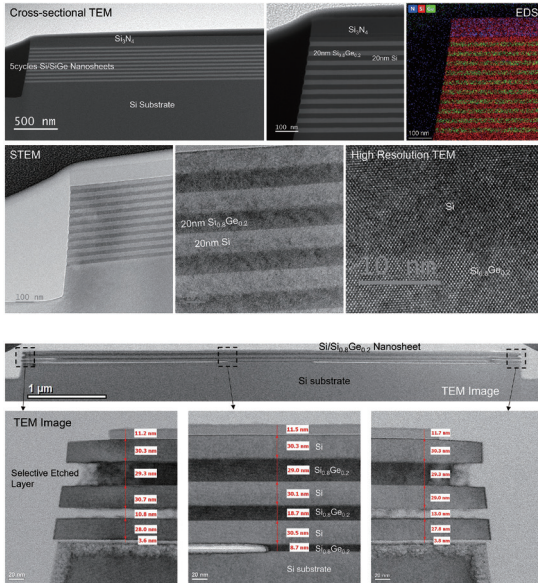 Cross-sectional TEM
Si3N4
5cycles Si/SiGe Nanosheets
Si Substrate
500 nm
Si3N4
20nm Si0.8Ge0.2
20nm Si
100 nm
N Si Ge
EDS
100 nm
STEM
100 nm
20nm Si0.8Ge0.2
20nm Si
High Resolution TEM
Si
10 nm
Si0.8Ge0.2
Si/Si0.8Ge0.2 Nanosheet
Si substrate
1 μm
TEM Image
TEM Image
Selective Etched
Layer
11.2 nm
30.3 nm
29.3 nm
30.7 nm
10.8 nm
28.0 nm
3.6 nm
20 nm
11.5 nm
30.3 nm
Si
29.0 nm
Si0.8Ge0.2
30.1 nm
Si
18.7 nm
Si0.8Ge0.2
30.5 nm
Si
8.7 nm
Si0.8Ge0.2
Si substrate
20 nm
11.7 nm
30.3 nm
29.3 nm
29.0 nm
13.0 nm
27.8 nm
3.8 nm
20 nm